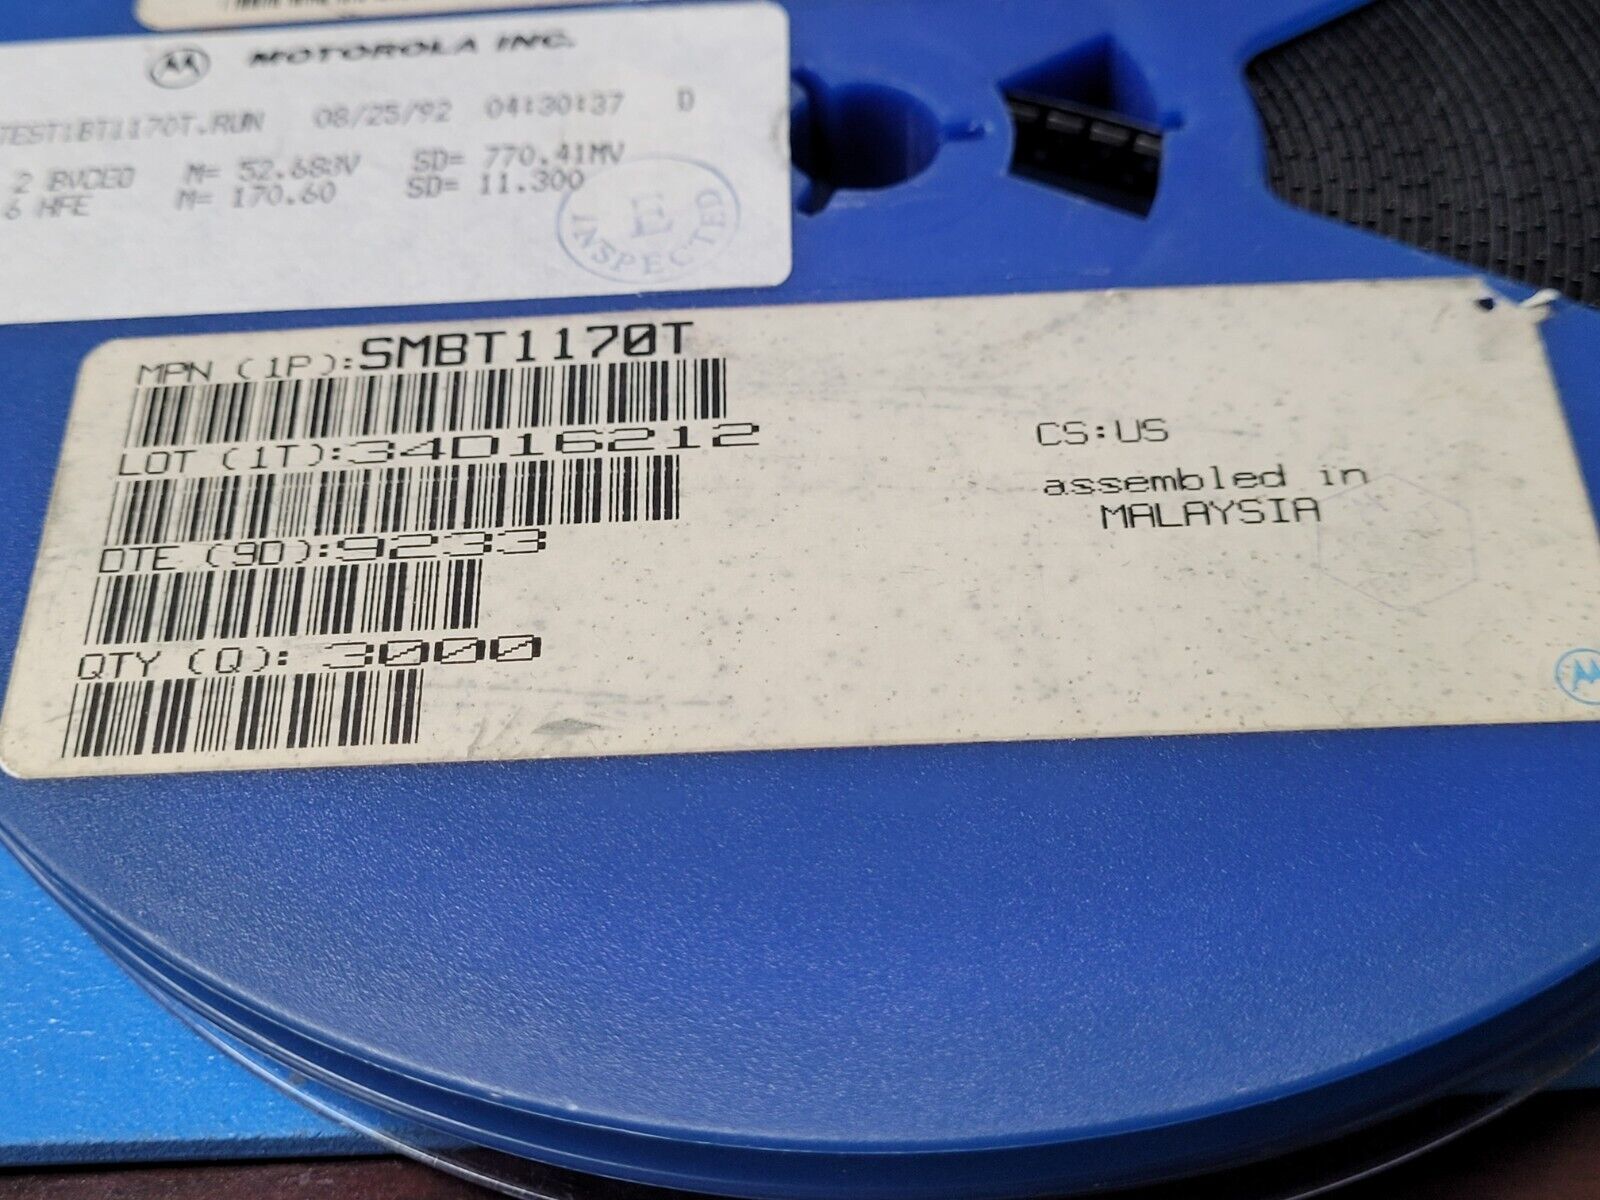 MOTOROLA INC.
TEST:BT1170T.RUN 08/25/92 04:30:37 D
2 BVCEO M= 52.683V SD= 770.41MV
6 HFE M= 170.60 SD= 11.300
E
INSPECTED
MPN (1P):SMBT1170T
LOT (1T):34D16212
DTE (9D):9233
QTY (Q): 3000
CS:US
assembled in
MALAYSIA